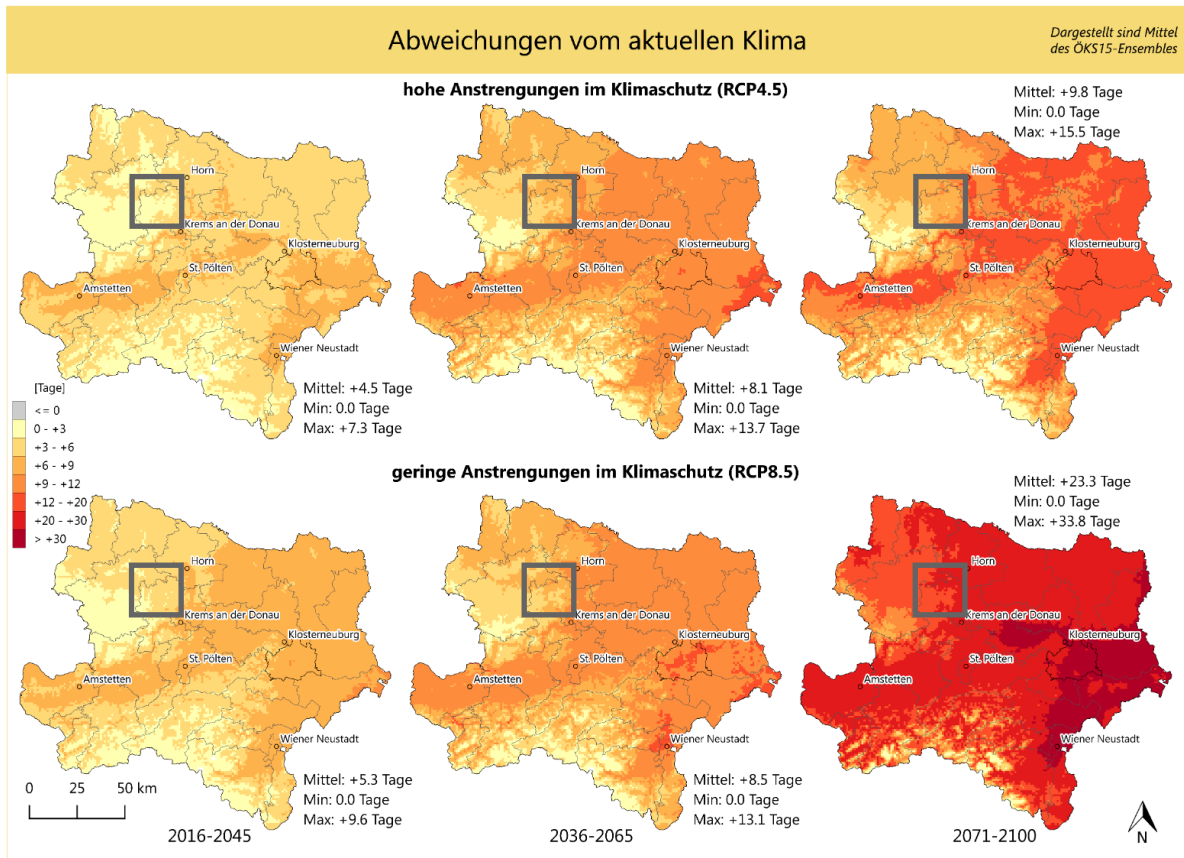 Abweichungen vom aktuellen Klima
Dargestellt sind Mittel
des ÖKS15-Ensembles
hohe Anstrengungen im Klimaschutz (RCP4.5)
Horn
Krems an der Donau
Klosterneuburg
St. Pölten
Amstetten
Wiener Neustadt
Mittel: +4.5 Tage
Min: 0.0 Tage
Max: +7.3 Tage
Horn
Krems an der Donau
Klosterneuburg
St. Pölten
Amstetten
Wiener Neustadt
Mittel: +8.1 Tage
Min: 0.0 Tage
Max: +13.7 Tage
Mittel: +9.8 Tage
Min: 0.0 Tage
Max: +15.5 Tage
Horn
Krems an der Donau
Klosterneuburg
St. Pölten
Amstetten
Wiener Neustadt
[Tage]
<= 0
0 - +3
+3 - +6
+6 - +9
+9 - +12
+12 - +20
+20 - +30
> +30
geringe Anstrengungen im Klimaschutz (RCP8.5)
Horn
Krems an der Donau
Klosterneuburg
St. Pölten
Amstetten
Wiener Neustadt
Mittel: +5.3 Tage
Min: 0.0 Tage
Max: +9.6 Tage
Horn
Krems an der Donau
Klosterneuburg
St. Pölten
Amstetten
Wiener Neustadt
Mittel: +8.5 Tage
Min: 0.0 Tage
Max: +13.1 Tage
Mittel: +23.3 Tage
Min: 0.0 Tage
Max: +33.8 Tage
Horn
Krems an der Donau
Klosterneuburg
St. Pölten
Amstetten
Wiener Neustadt
0 25 50 km
2016-2045
2036-2065
2071-2100
N